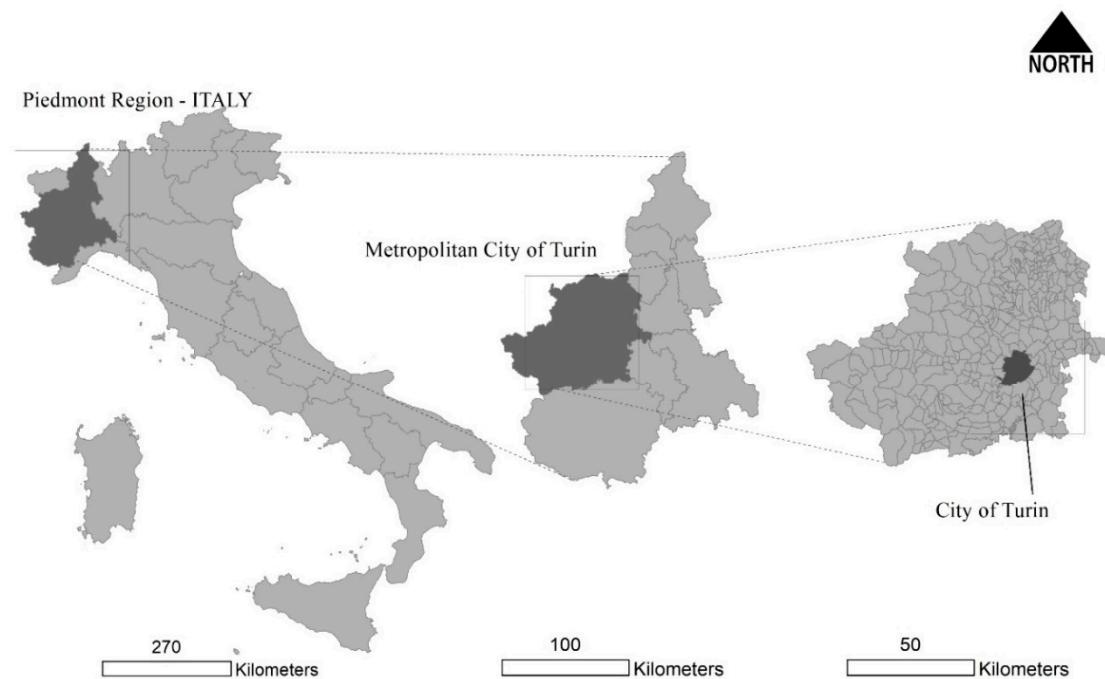 NORTH
Piedmont Region - ITALY
Metropolitan City of Turin
City of Turin
270
Kilometers
100
Kilometers
50
Kilometers